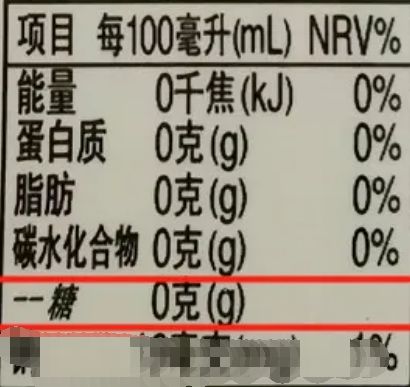 项目 每100毫升(mL) NRV%
能量 0千焦(kJ) 0%
蛋白质 0克(g) 0%
脂肪 0克(g) 0%
碳水化合物 0克(g) 0%
--糖 0克(g)